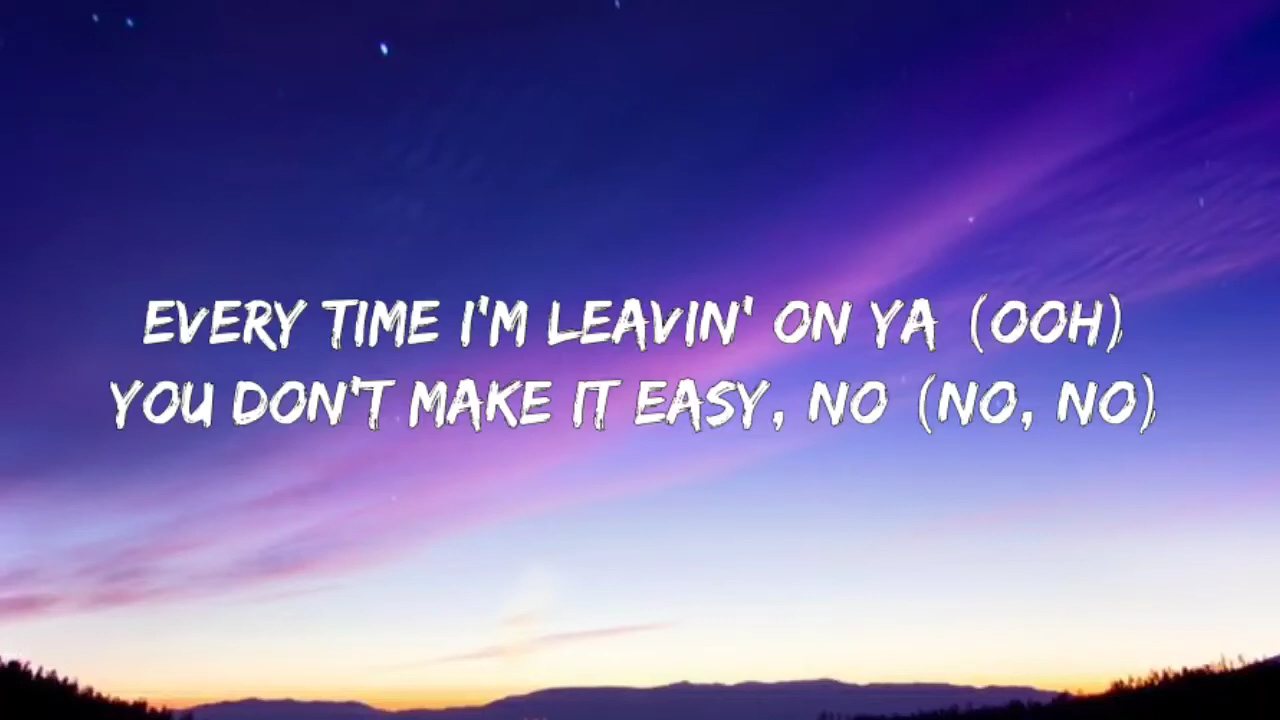 EVERY TIME I'M LEAVIN' ON YA (OOH)
YOU DON'T MAKE IT EASY, NO (NO, NO)